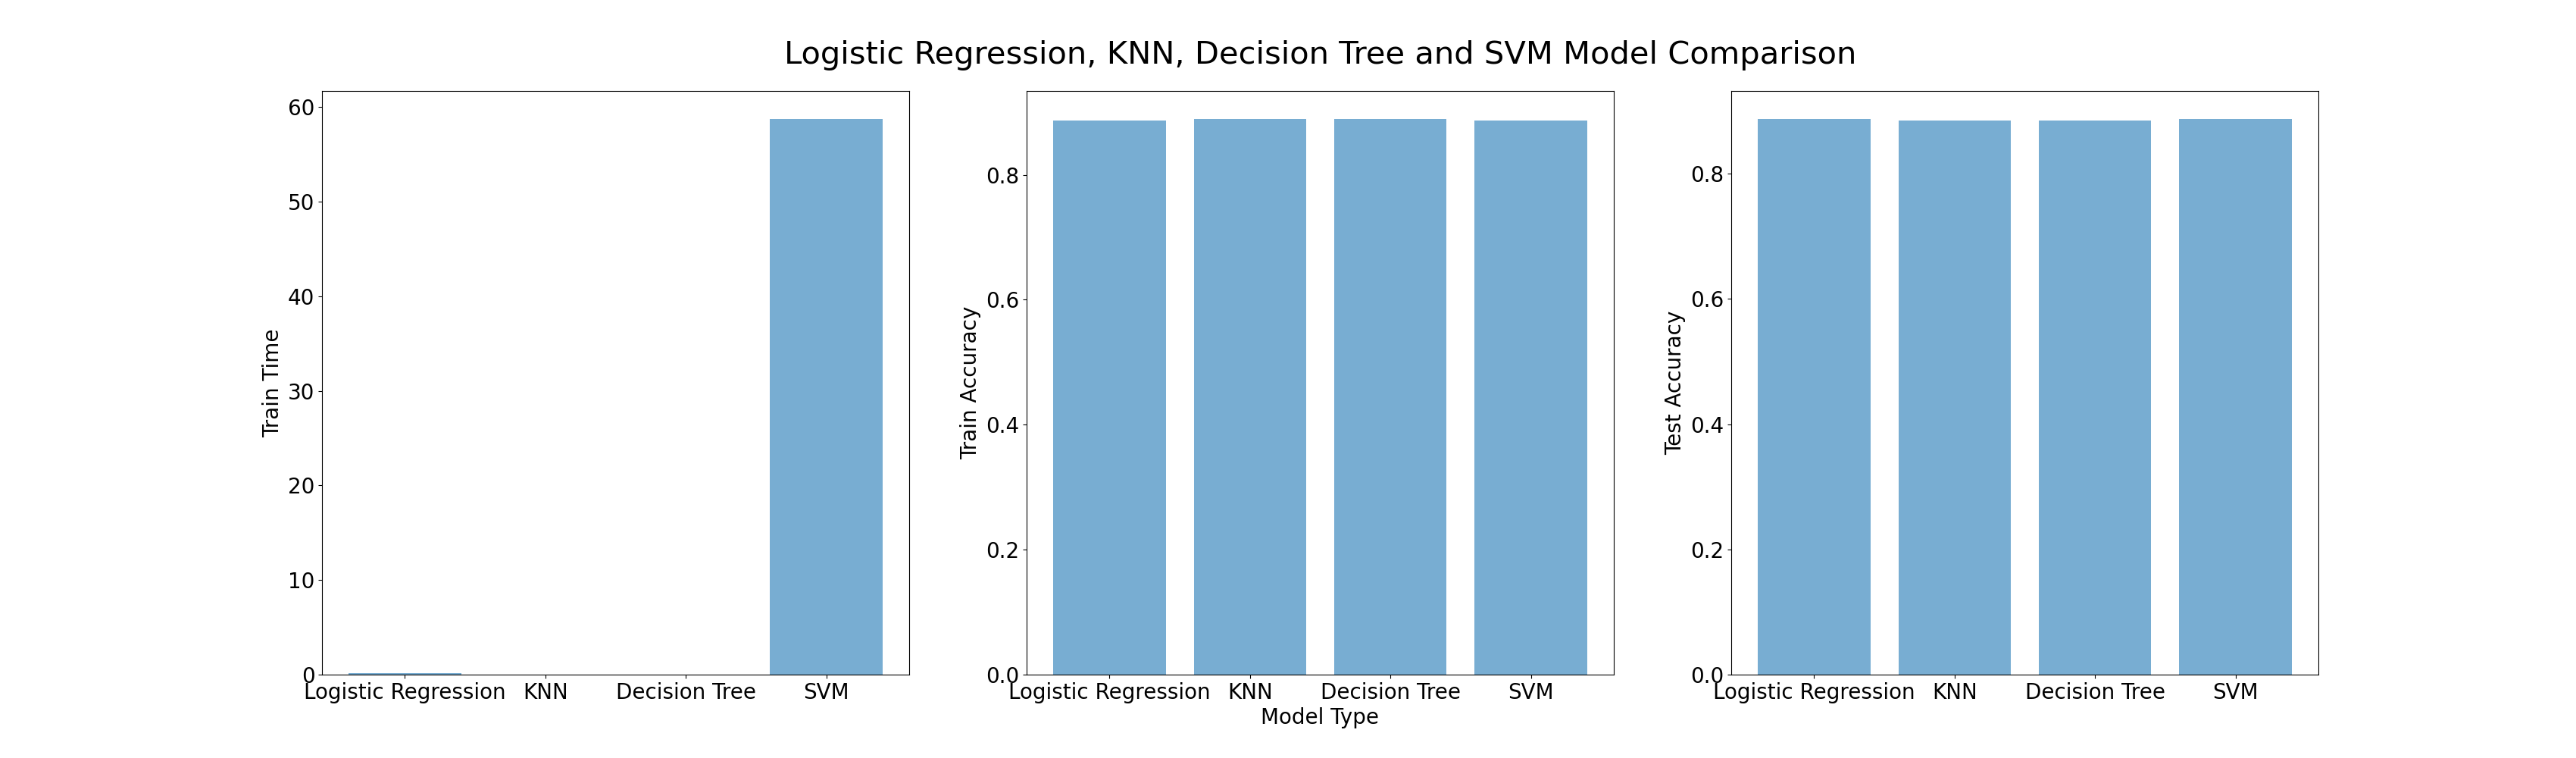 Logistic Regression, KNN, Decision Tree and SVM Model Comparison
Train Time
60
50
40
30
20
10
0
Logistic Regression KNN Decision Tree SVM
Train Accuracy
0.8
0.6
0.4
0.2
0.0
Logistic Regression KNN Decision Tree SVM
Model Type
Test Accuracy
0.8
0.6
0.4
0.2
0.0
Logistic Regression KNN Decision Tree SVM